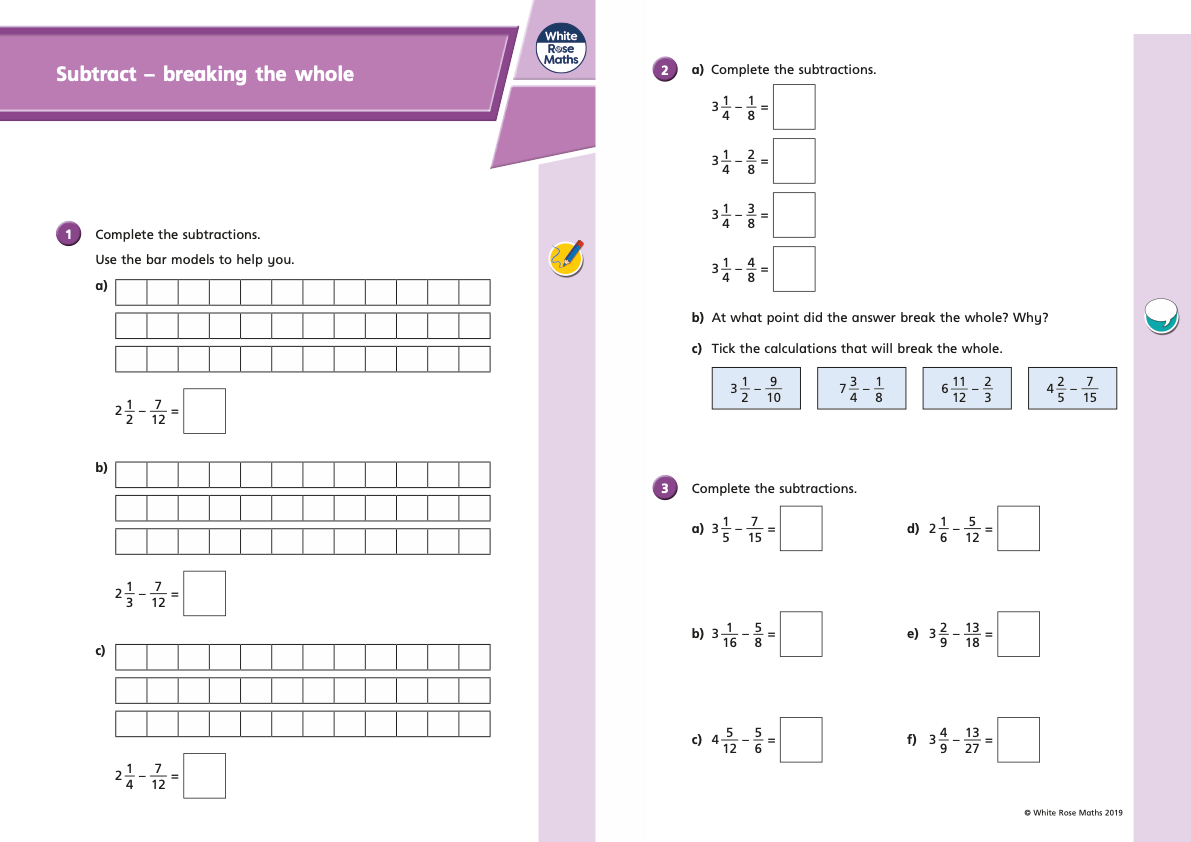 Subtract – breaking the whole
White
Rose
Maths
1
Complete the subtractions.
Use the bar models to help you.
a)
2 1/2 – 7/12 =
b)
2 1/3 – 7/12 =
c)
2 1/4 – 7/12 =
2
a) Complete the subtractions.
3 1/4 – 1/8 =
3 1/4 – 2/8 =
3 1/4 – 3/8 =
3 1/4 – 4/8 =
b) At what point did the answer break the whole? Why?
c) Tick the calculations that will break the whole.
3 1/2 – 9/10 7 3/4 – 1/8 6 11/12 – 2/3 4 2/5 – 7/15
3
Complete the subtractions.
a) 3 1/5 – 7/15 =
d) 2 1/6 – 5/12 =
b) 3 1/16 – 5/8 =
e) 3 2/9 – 13/18 =
c) 4 5/12 – 5/6 =
f) 3 4/9 – 13/27 =
© White Rose Maths 2019